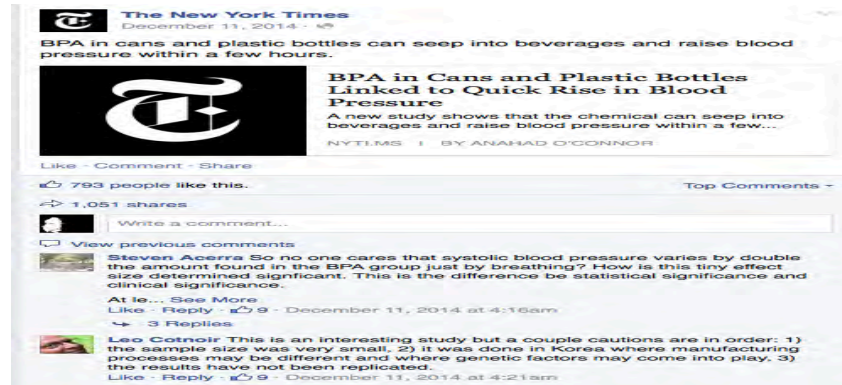 The New York Times
December 11, 2014 ·
BPA in cans and plastic bottles can seep into beverages and raise blood
pressure within a few hours.
BPA in Cans and Plastic Bottles
Linked to Quick Rise in Blood
Pressure
A new study shows that the chemical can seep into
beverages and raise blood pressure within a few...
NYTI.MS | BY ANAHAD O'CONNOR
Like · Comment · Share
793 people like this.
Top Comments
1,051 shares
Write a comment...
View previous comments
Steven Acerra So no one cares that systolic blood pressure varies by double
the amount found in the BPA group just by breathing? How is this tiny effect
size determined signficant. This is the difference be statistical significance and
clinical significance.
At le... See More
Like · Reply · 9 · December 11, 2014 at 4:16am
3 Replies
Leo Cotnoir This is an interesting study but a couple cautions are in order: 1)
the sample size was very small, 2) it was done in Korea where manufacturing
processes may be different and where genetic factors may come into play, 3)
the results have not been replicated.
Like · Reply · 9 · December 11, 2014 at 4:21am